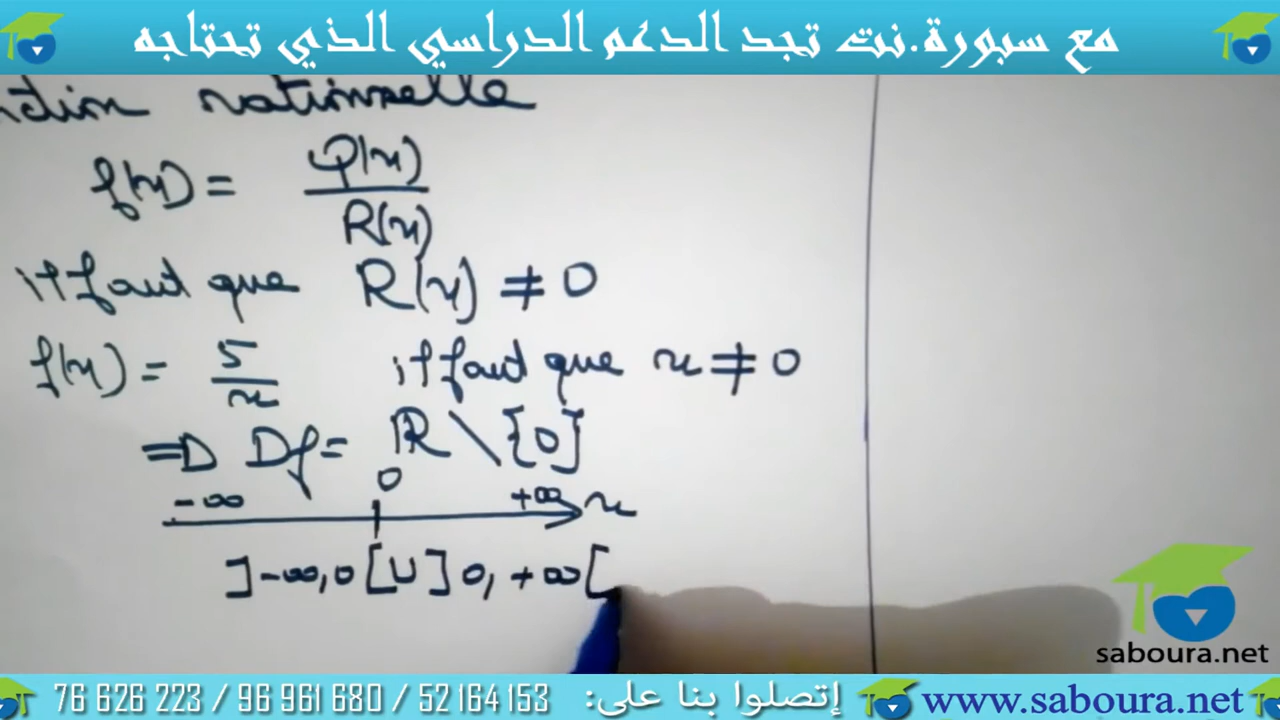 مع سبورة.نت تجد الدعم الدراسي الذي تحتاجه
ction rationnelle
f(x) = P(x) / R(x)
il faut que R(x) ≠ 0
f(x) = 5/x il faut que x ≠ 0
=D Df = ℝ \ {0}
0
-∞ +∞ x
]-∞,0[U]0,+∞[
saboura.net
76 626 223 / 96 961 680 / 52 164 153 إتصلوا بنا على: www.saboura.net